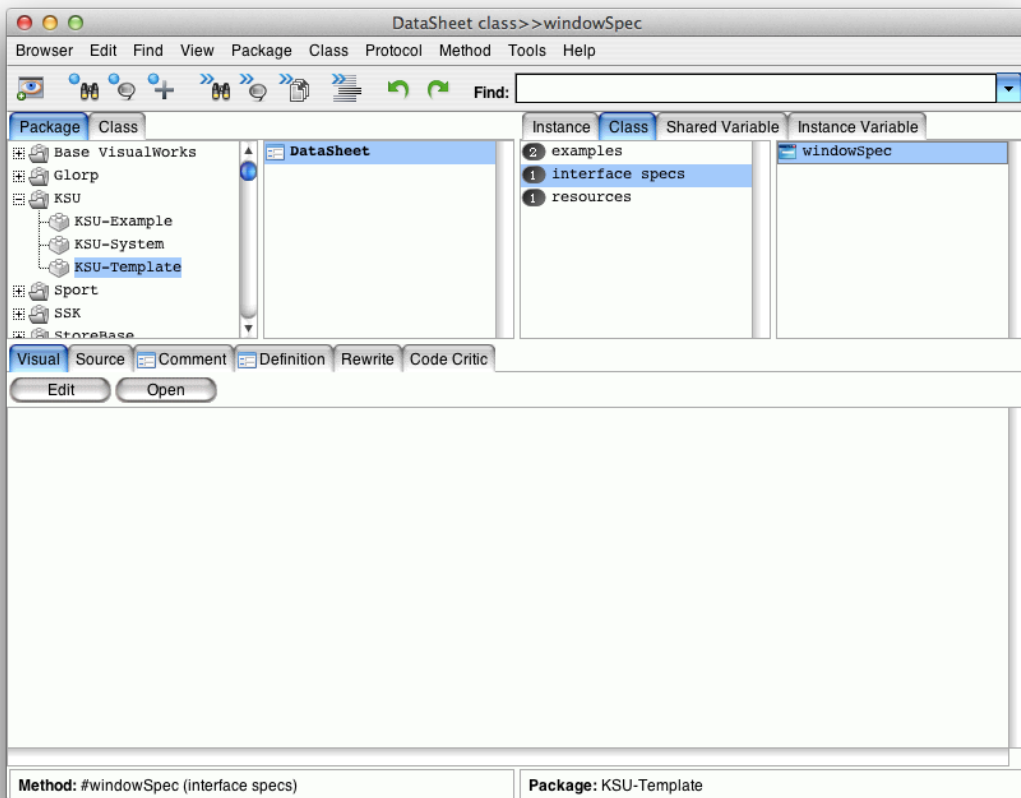 DataSheet class>>windowSpec
Browser Edit Find View Package Class Protocol Method Tools Help
Find:
Package Class
Instance Class Shared Variable Instance Variable
Base VisualWorks
Glorp
KSU
KSU-Example
KSU-System
KSU-Template
Sport
SSK
StoreBase
DataSheet
2 examples
1 interface specs
1 resources
windowSpec
Visual Source Comment Definition Rewrite Code Critic
Edit Open
Method: #windowSpec (interface specs)
Package: KSU-Template